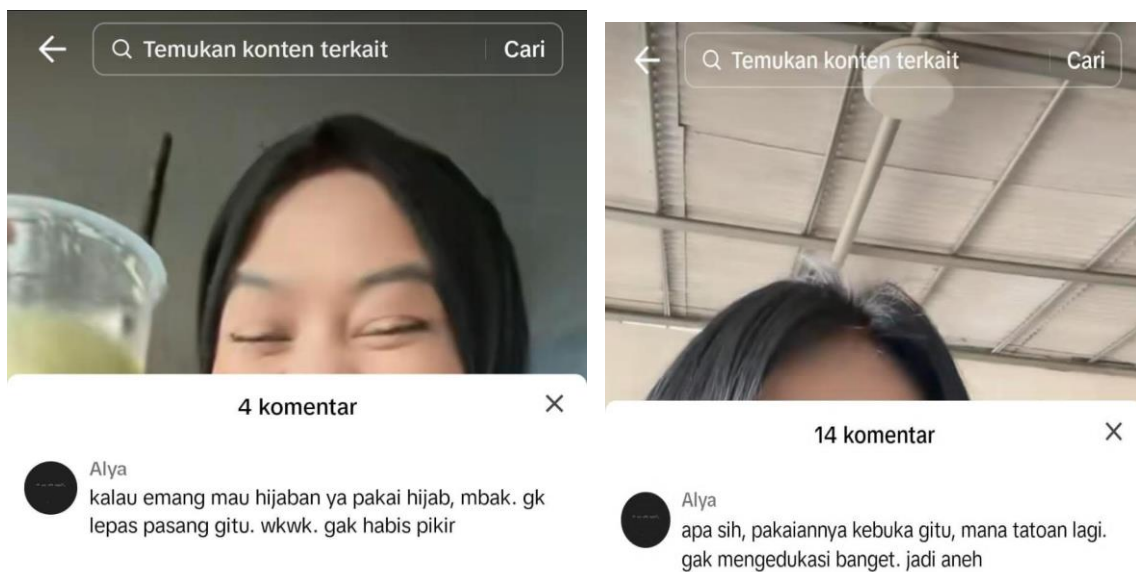 Temukan konten terkait
Cari
4 komentar
Alya
kalau emang mau hijaban ya pakai hijab, mbak. gk
lepas pasang gitu. wkwk. gak habis pikir
Temukan konten terkait
Cari
14 komentar
Alya
apa sih, pakaiannya kebuka gitu, mana tatoan lagi.
gak mengedukasi banget. jadi aneh